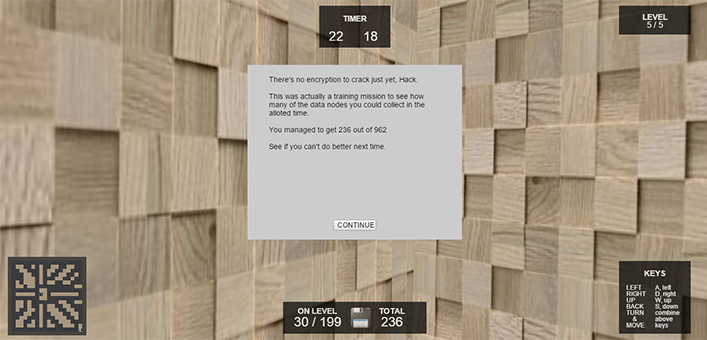 TIMER
22 18
LEVEL
5 / 5
There's no encryption to crack just yet, Hack.
This was actually a training mission to see how
many of the data nodes you could collect in the
alloted time.
You managed to get 236 out of 962
See if you can't do better next time.
CONTINUE
ON LEVEL
30 / 199
TOTAL
236
KEYS
LEFT A, left
RIGHT D, right
UP W, up
BACK S, down
TURN combine
& above
MOVE keys